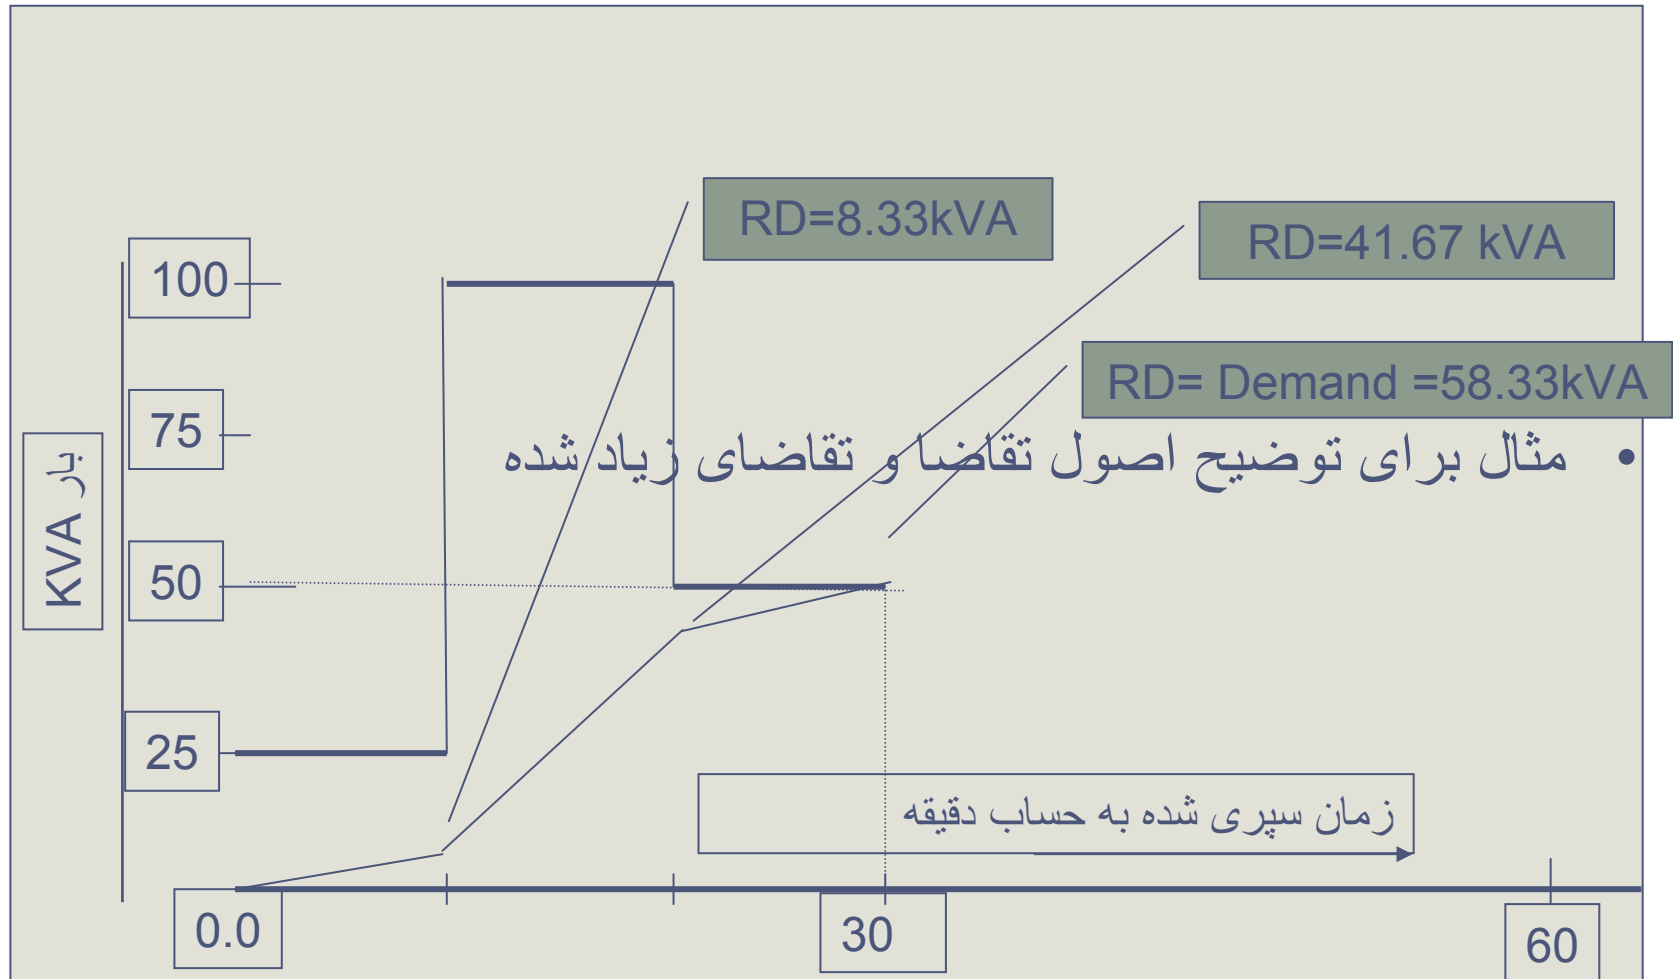 RD=8.33kVA
RD=41.67 kVA
100
RD= Demand =58.33kVA
75
• مثال برای توضیح اصول تقاضا و تقاضای زیاد شده
بار KVA
50
25
زمان سپری شده به حساب دقیقه
0.0
30
60